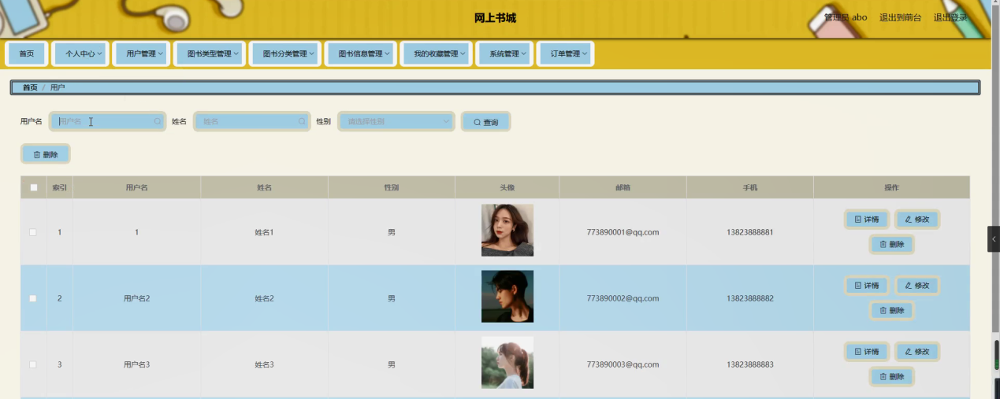 网上书城
管理员 abo 退出到前台 退出登录
首页 个人中心 用户管理 图书类型管理 图书分类管理 图书信息管理 我的收藏管理 系统管理 订单管理
首页 / 用户
用户名 用户名 姓名 姓名 性别 请选择性别 查询
删除
索引 用户名 姓名 性别 头像 邮箱 手机 操作
1 1 姓名1 男 773890001@qq.com 13823888881 详情 修改
删除
2 用户名2 姓名2 男 773890002@qq.com 13823888882 详情 修改
删除
3 用户名3 姓名3 男 773890003@qq.com 13823888883 详情 修改
删除